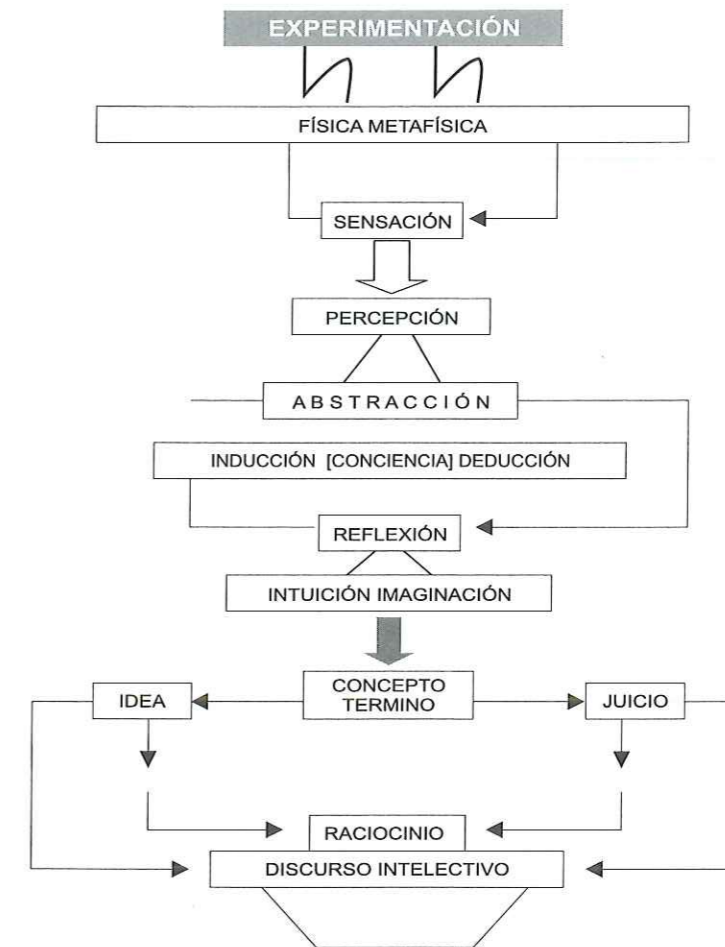 EXPERIMENTACIÓN
FÍSICA METAFÍSICA
SENSACIÓN
PERCEPCIÓN
ABSTRACCIÓN
INDUCCIÓN [CONCIENCIA] DEDUCCIÓN
REFLEXIÓN
INTUICIÓN IMAGINACIÓN
IDEA
CONCEPTO
TERMINO
JUICIO
RACIOCINIO
DISCURSO INTELECTIVO